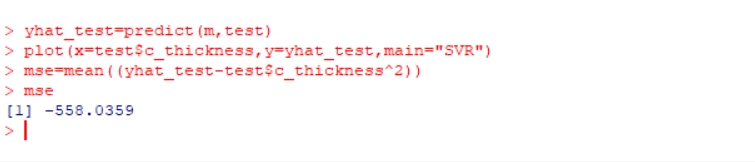 > yhat_test=predict(m,test)
> plot(x=test$c_thickness,y=yhat_test,main="SVR")
> mse=mean((yhat_test-test$c_thickness^2))
> mse
[1] -558.0359
>